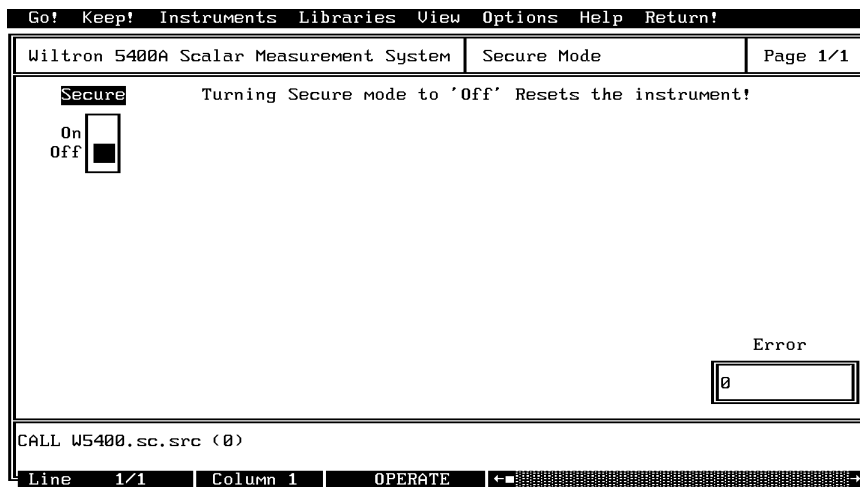 Go! Keep! Instruments Libraries View Options Help Return!
Wiltron 5400A Scalar Measurement System Secure Mode Page 1/1
Secure Turning Secure mode to 'Off' Resets the instrument!
On
Off
Error
0
CALL W5400.sc.src (0)
Line 1/1 Column 1 OPERATE